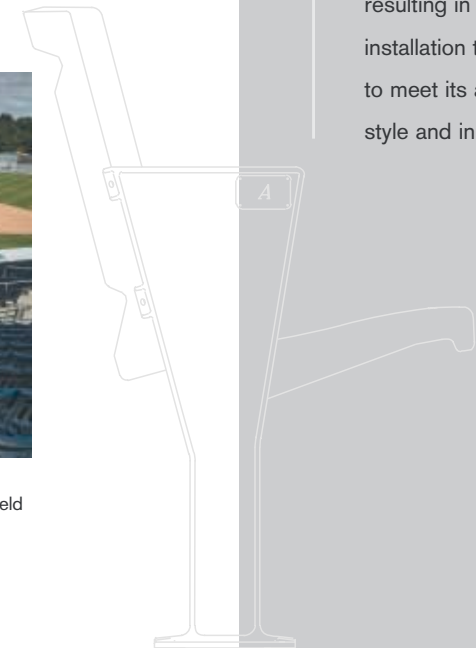 resulting in
installation t
to meet its a
style and in
A
eld